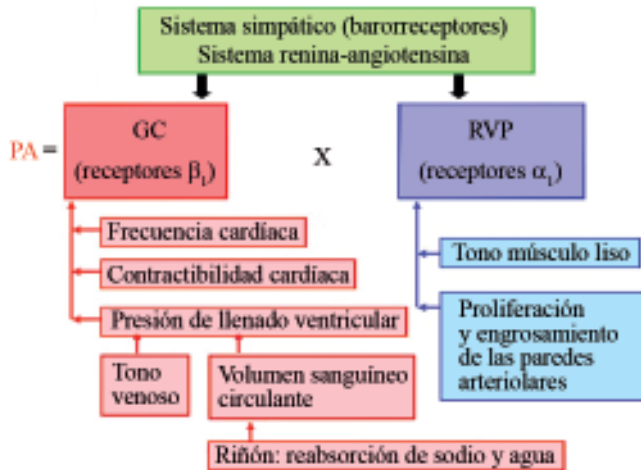 Sistema simpático (barorreceptores)
Sistema renina-angiotensina
PA =
GC
(receptores β1)
X
RVP
(receptores α1)
Frecuencia cardíaca
Contractibilidad cardíaca
Presión de llenado ventricular
Tono
venoso
Volumen sanguíneo
circulante
Riñón: reabsorción de sodio y agua
Tono músculo liso
Proliferación
y engrosamiento
de las paredes
arteriolares